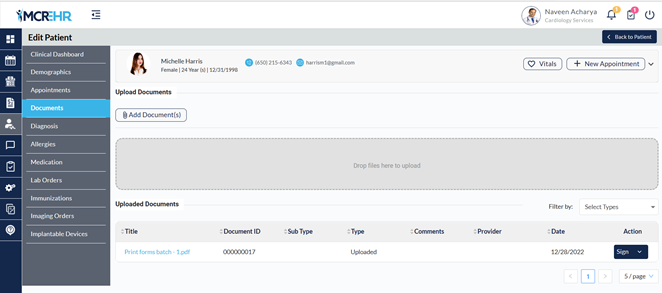 MCREHR
Naveen Acharya
Cardiology Services
Edit Patient
Back to Patient
Clinical Dashboard
Demographics
Appointments
Documents
Diagnosis
Allergies
Medication
Lab Orders
Immunizations
Imaging Orders
Implantable Devices
Michelle Harris
(650) 215-6343
harrism1@gmail.com
Female | 24 Year (s) | 12/31/1998
Vitals
New Appointment
Upload Documents
Add Document(s)
Drop files here to upload
Uploaded Documents
Filter by:
Select Types
Title Document ID Sub Type Type Comments Provider Date Action
Print forms batch - 1.pdf 000000017 Uploaded 12/28/2022 Sign
1
5 / page